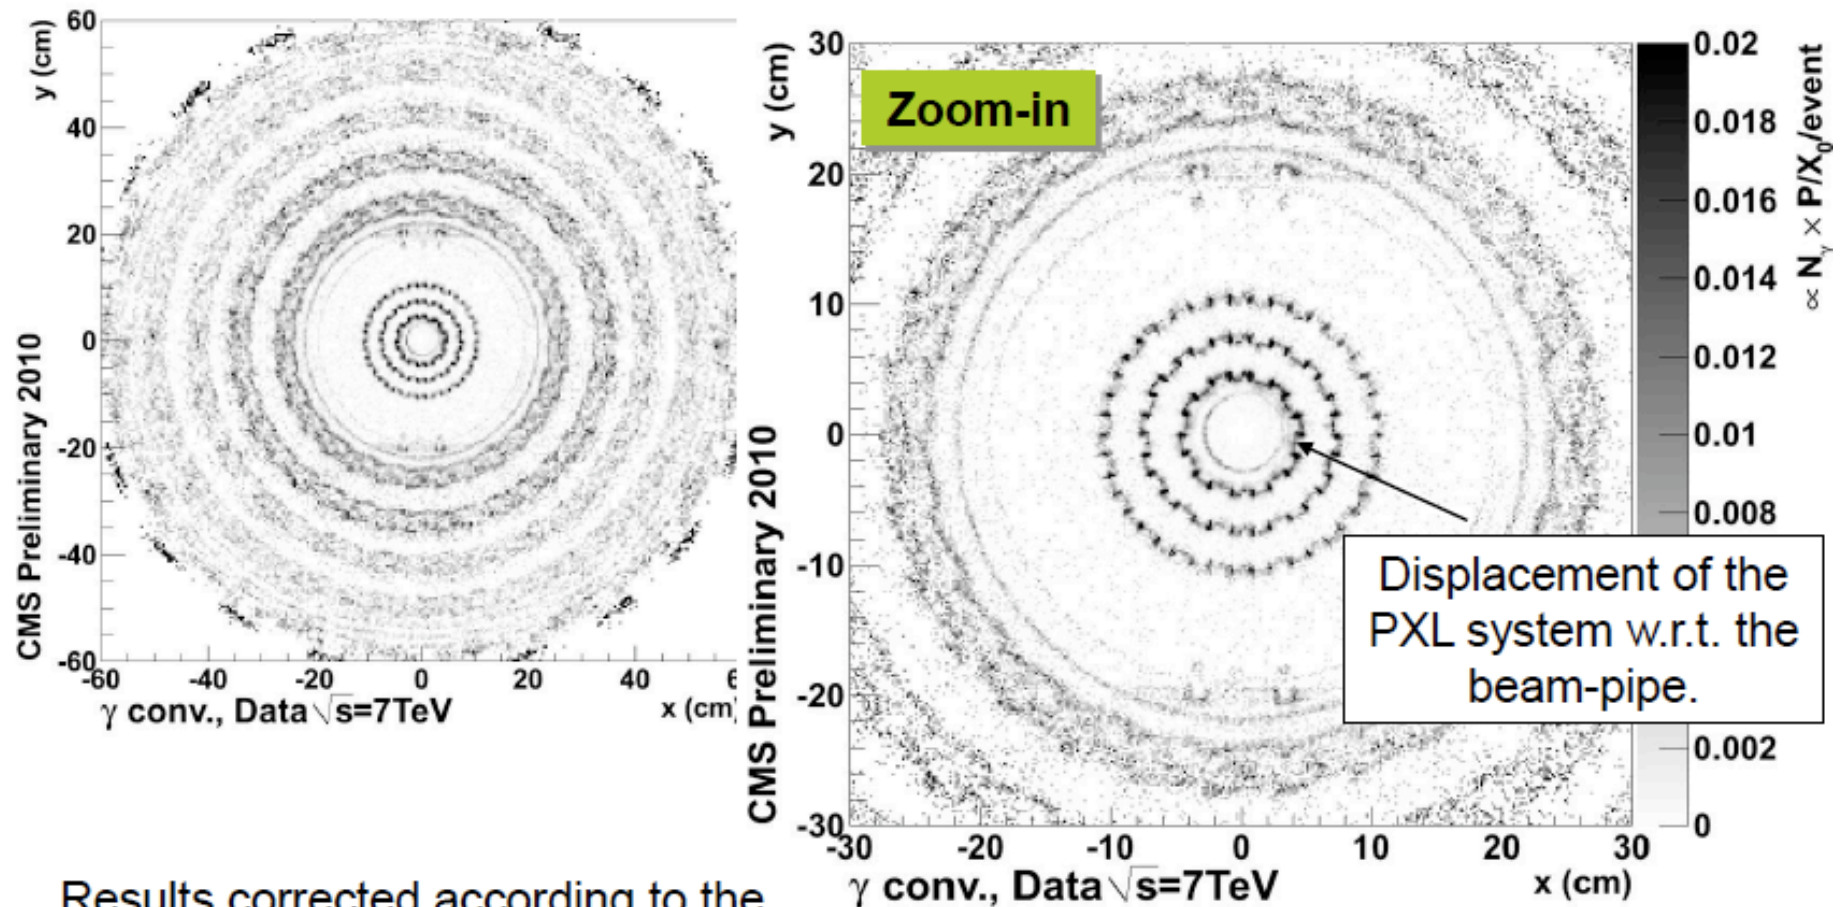 60
40
20
0
-20
-40
-60
y (cm)
CMS Preliminary 2010
-60 -40 -20 0 20 40 6
γ conv., Data √s=7TeV x (cm)
Zoom-in
30
20
10
0
-10
-20
-30
y (cm)
CMS Preliminary 2010
-30 -20 -10 0 10 20 30
γ conv., Data √s=7TeV x (cm)
0.02
0.018
0.016
0.014
0.012
0.01
0.008
0.002
0
∝ Nγ × P/X0/event
Displacement of the
PXL system w.r.t. the
beam-pipe.
Results corrected according to the